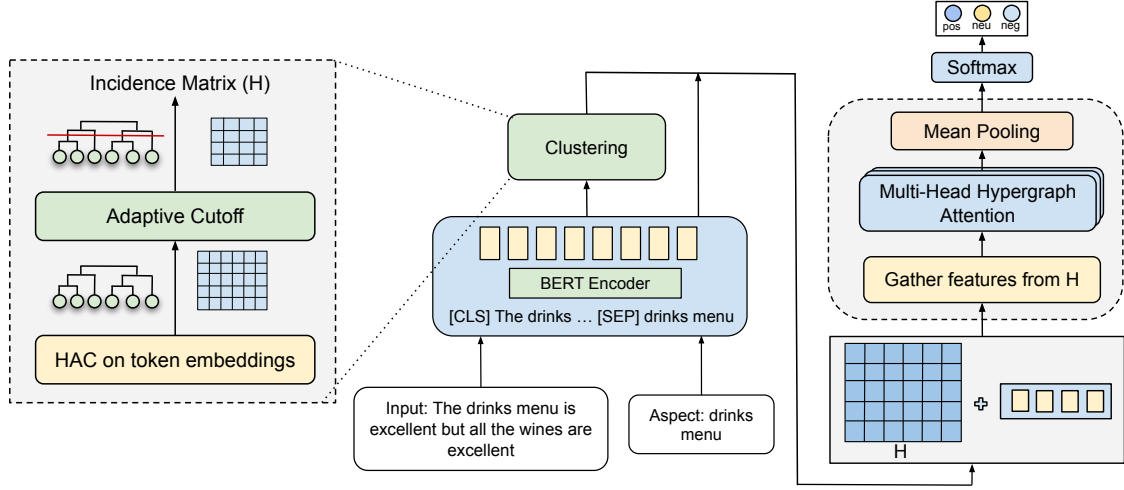 Incidence Matrix (H)
Adaptive Cutoff
HAC on token embeddings
Clustering
BERT Encoder
[CLS] The drinks … [SEP] drinks menu
Input: The drinks menu is
excellent but all the wines are
excellent
Aspect: drinks
menu
pos neu neg
Softmax
Mean Pooling
Multi-Head Hypergraph
Attention
Gather features from H
H